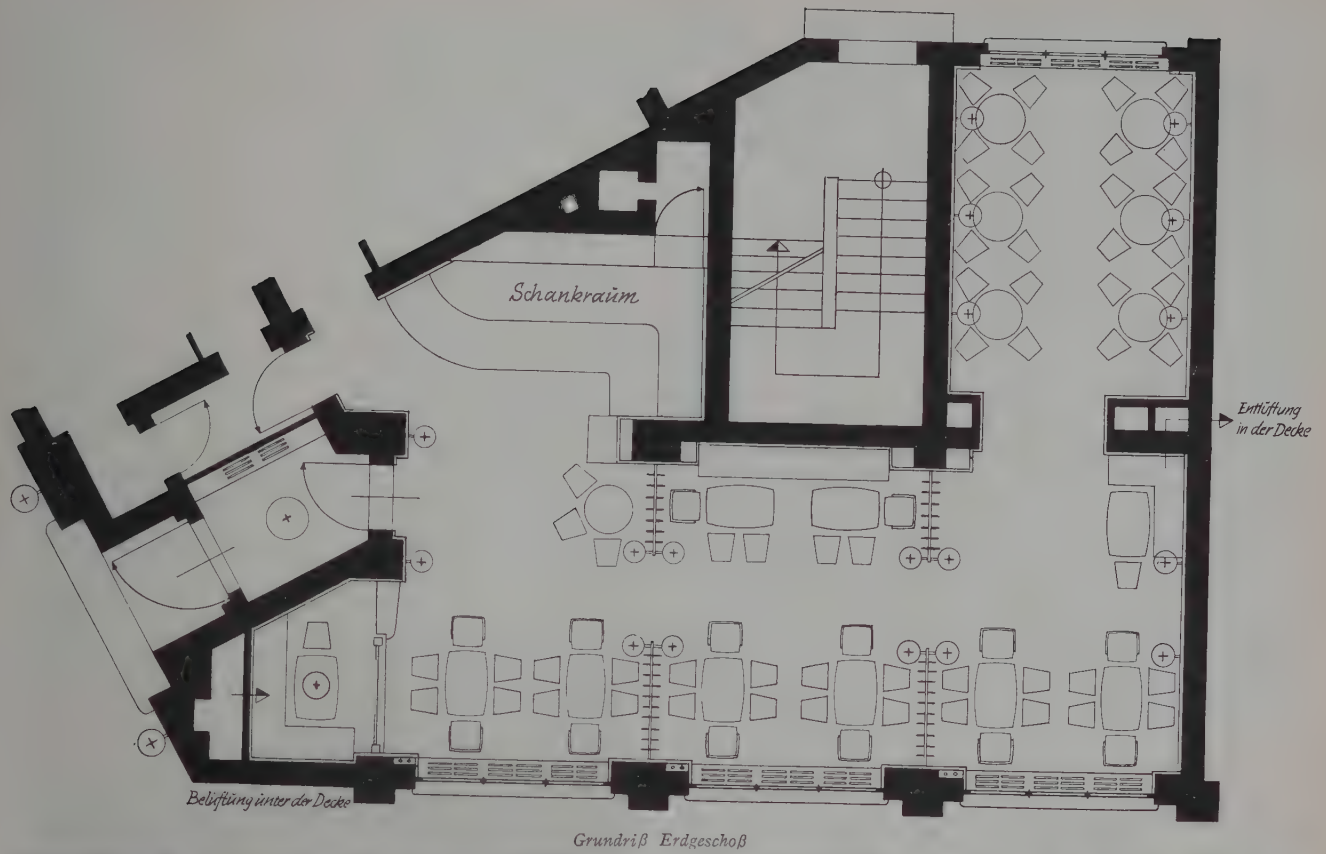 Schankraum
Entlüftung
in der Decke
Belüftung unter der Decke
Grundriß Erdgeschoß